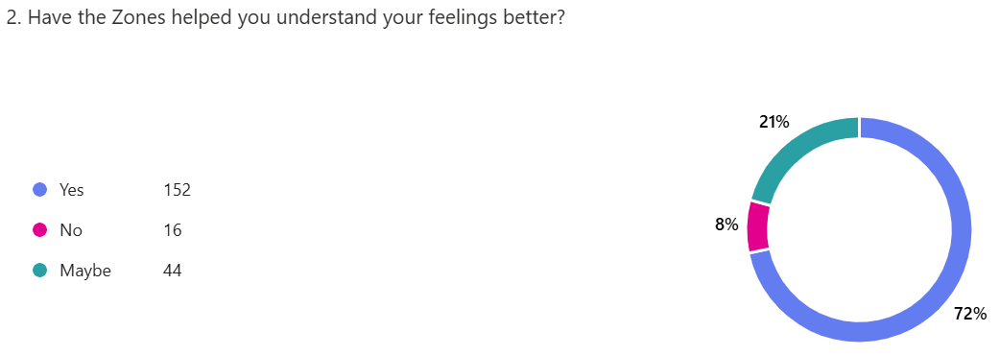 2. Have the Zones helped you understand your feelings better?
21%
Yes 152
8%
No 16
Maybe 44
72%